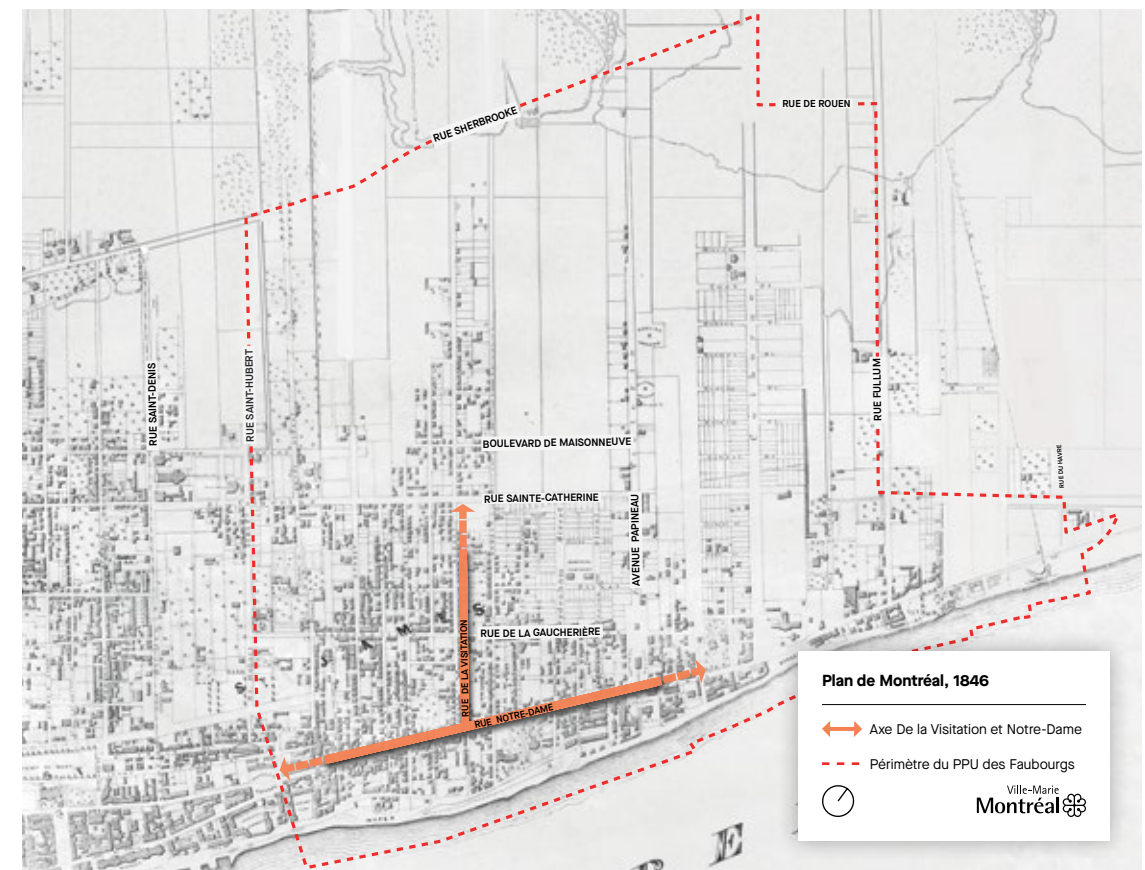 RUE DE ROUEN
RUE SHERBROOKE
RUE SAINT-DENIS
RUE SAINT-HUBERT
RUE FULLUM
BOULEVARD DE MAISONNEUVE
RUE DU HAVRE
RUE SAINTE-CATHERINE
AVENUE PAPINEAU
RUE DE LA GAUCHERIÈRE
RUE DE LA VISITATION
RUE NOTRE-DAME
Plan de Montréal, 1846
Axe De la Visitation et Notre-Dame
Périmètre du PPU des Faubourgs
Ville-Marie
Montréal